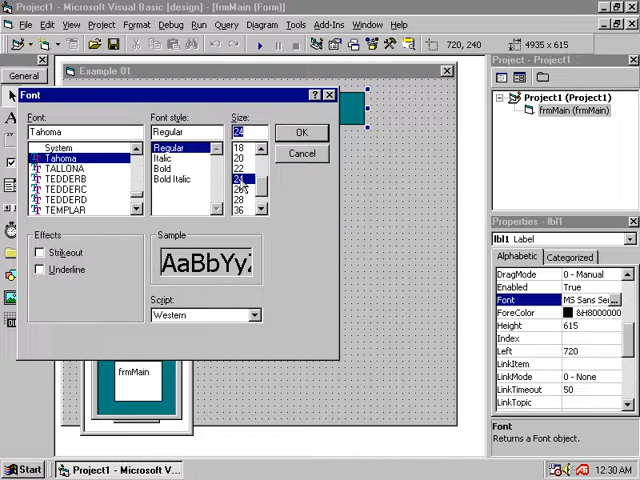 Project1 - Microsoft Visual Basic [design] - [frmMain (Form)]
File Edit View Project Format Debug Run Query Diagram Tools Add-Ins Window Help
720, 240 4935 x 615
General
Example 01
Font
Font: Font style: Size:
Tahoma Regular 24
OK
Cancel
System
Tahoma
TALLONA
TEDDERB
TEDDERC
TEDDERD
TEMPLAR
Regular
Italic
Bold
Bold Italic
18
20
22
24
26
28
36
Effects
Strikeout
Underline
Sample
AaBbYyZ
Script:
Western
frmMain
Project - Project1
Project1 (Project1)
frmMain (frmMain)
Properties - lbl1
lbl1 Label
Alphabetic Categorized
DragMode 0 - Manual
Enabled True
Font MS Sans Ser ...
ForeColor &H8000000
Height 615
Index
Left 720
LinkItem
LinkMode 0 - None
LinkTimeout 50
LinkTopic
Font
Returns a Font object.
Start
Project1 - Microsoft V...
12:30 AM